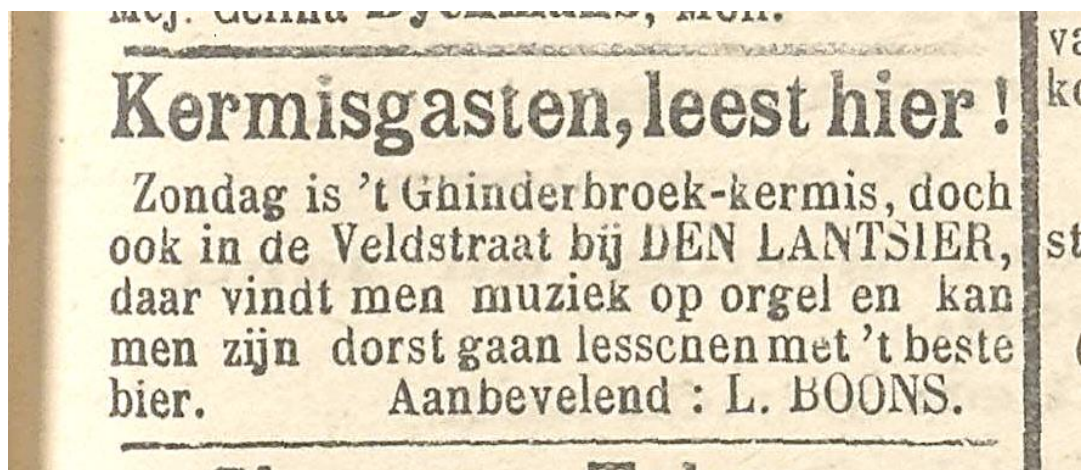 Kermisgasten, leest hier !
Zondag is 't Ghinderbroek-kermis, doch
ook in de Veldstraat bij DEN LANTSIER,
daar vindt men muziek op orgel en kan
men zijn dorst gaan lesschen met 't beste
bier. Aanbevelend : L. BOONS.